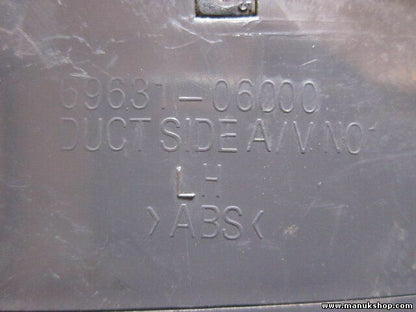 69631-06000
DUCT SIDE A/V NO1
LH
>ABS<
www.manukshop.com